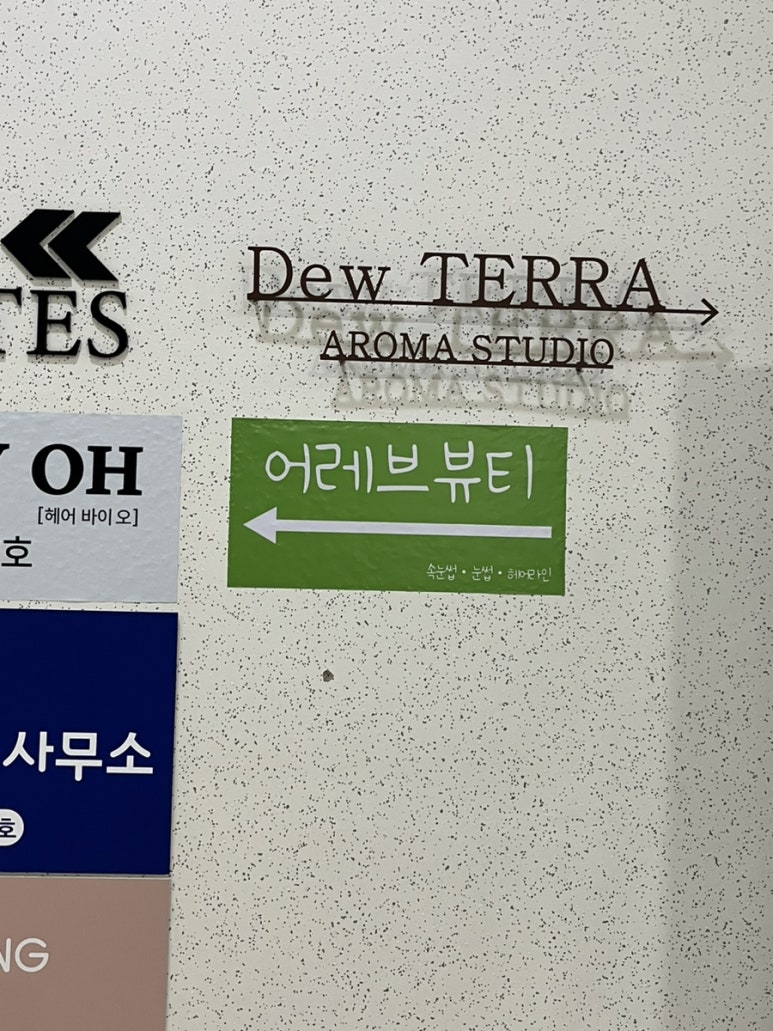 Dew TERRA
AROMA STUDIO
TES
OH
[헤어 바이 오]
호
어레브 뷰티
속눈썹 • 눈썹 • 헤어라인
사무소
호
NG